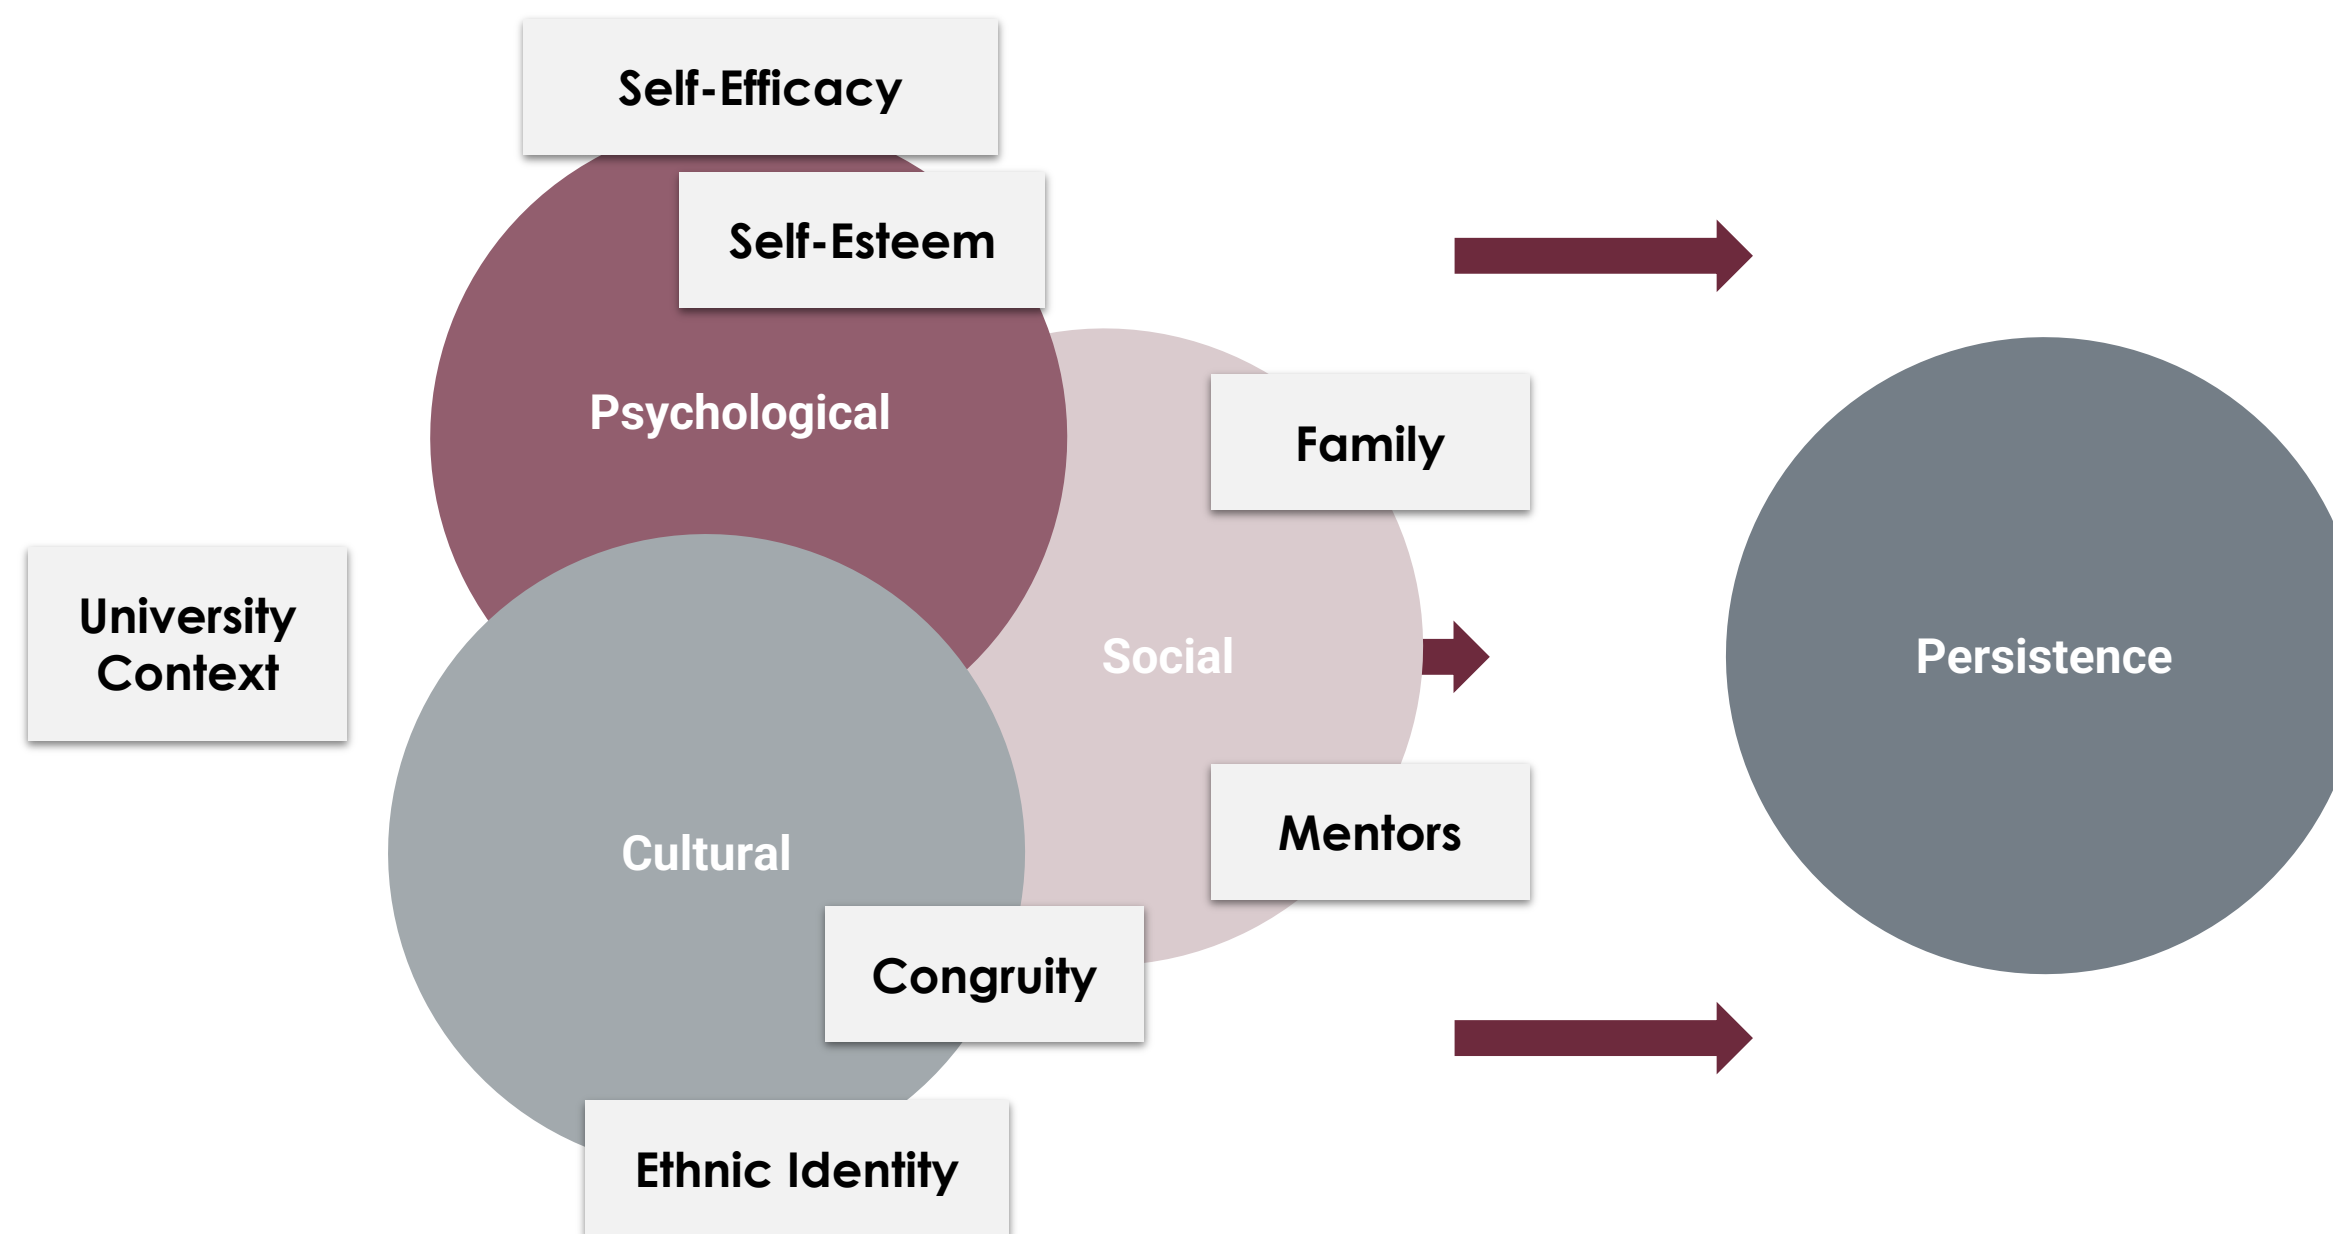 Self-Efficacy
Self-Esteem
Psychological
Family
University
Context
Social
Persistence
Mentors
Cultural
Congruity
Ethnic Identity